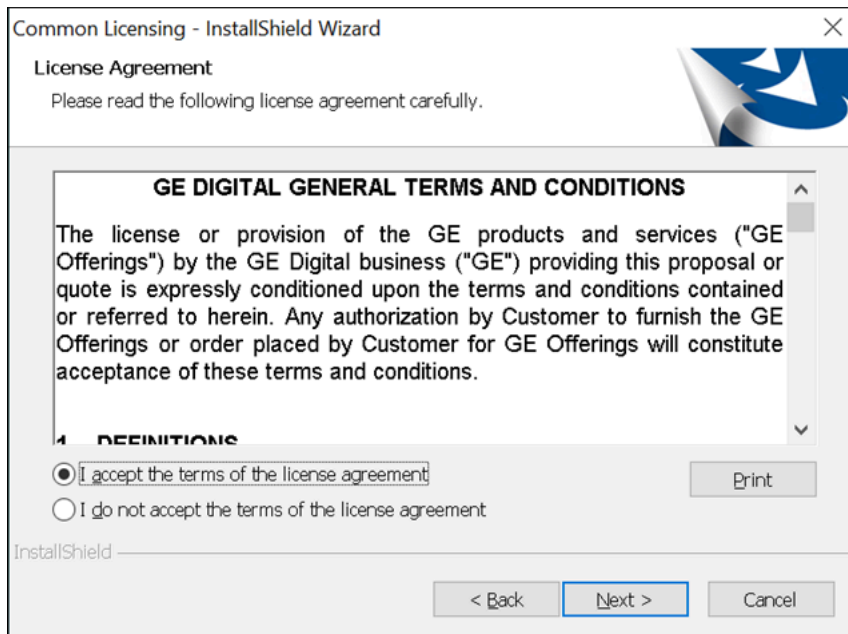 Common Licensing - InstallShield Wizard
License Agreement
Please read the following license agreement carefully.
GE DIGITAL GENERAL TERMS AND CONDITIONS
The license or provision of the GE products and services ("GE
Offerings") by the GE Digital business ("GE") providing this proposal or
quote is expressly conditioned upon the terms and conditions contained
or referred to herein. Any authorization by Customer to furnish the GE
Offerings or order placed by Customer for GE Offerings will constitute
acceptance of these terms and conditions.
1. DEFINITIONS
I accept the terms of the license agreement
Print
I do not accept the terms of the license agreement
InstallShield
< Back Next > Cancel